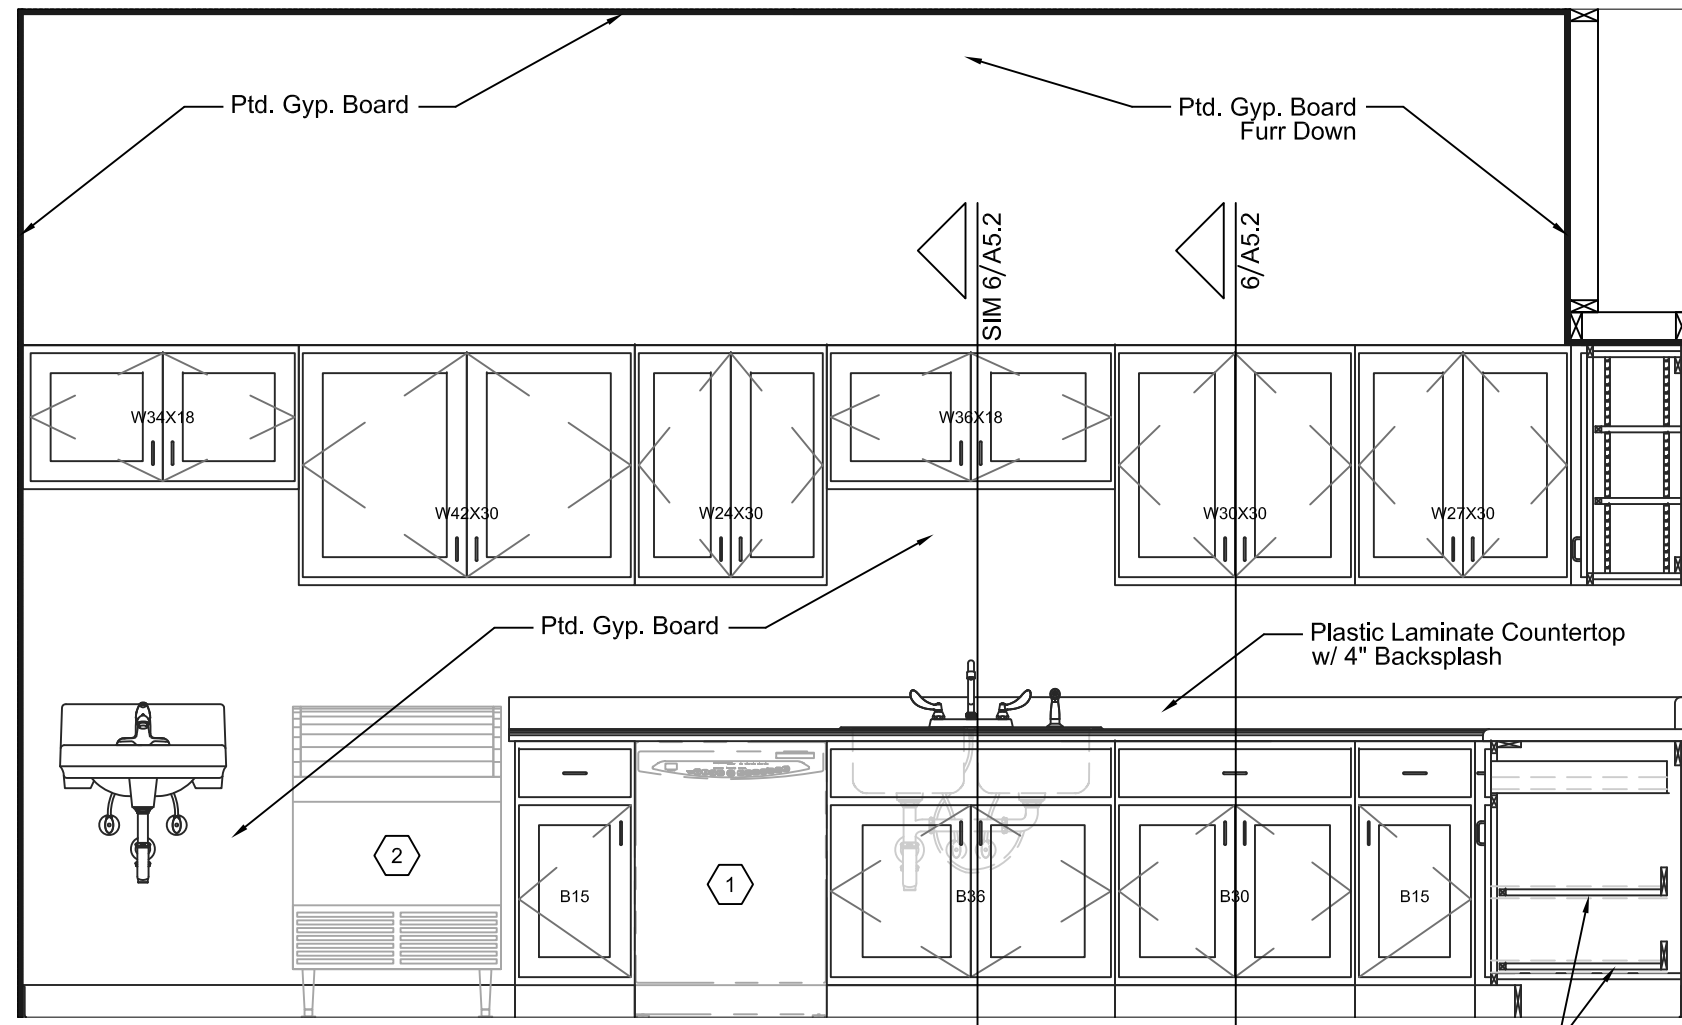 Ptd. Gyp. Board
Ptd. Gyp. Board
Furr Down
SIM 6/A5.2
6/A5.2
W34X18
W42X30
W24X30
W36X18
W30X30
W27X30
Ptd. Gyp. Board
Plastic Laminate Countertop
w/ 4" Backsplash
2
B15
1
B36
B30
B15